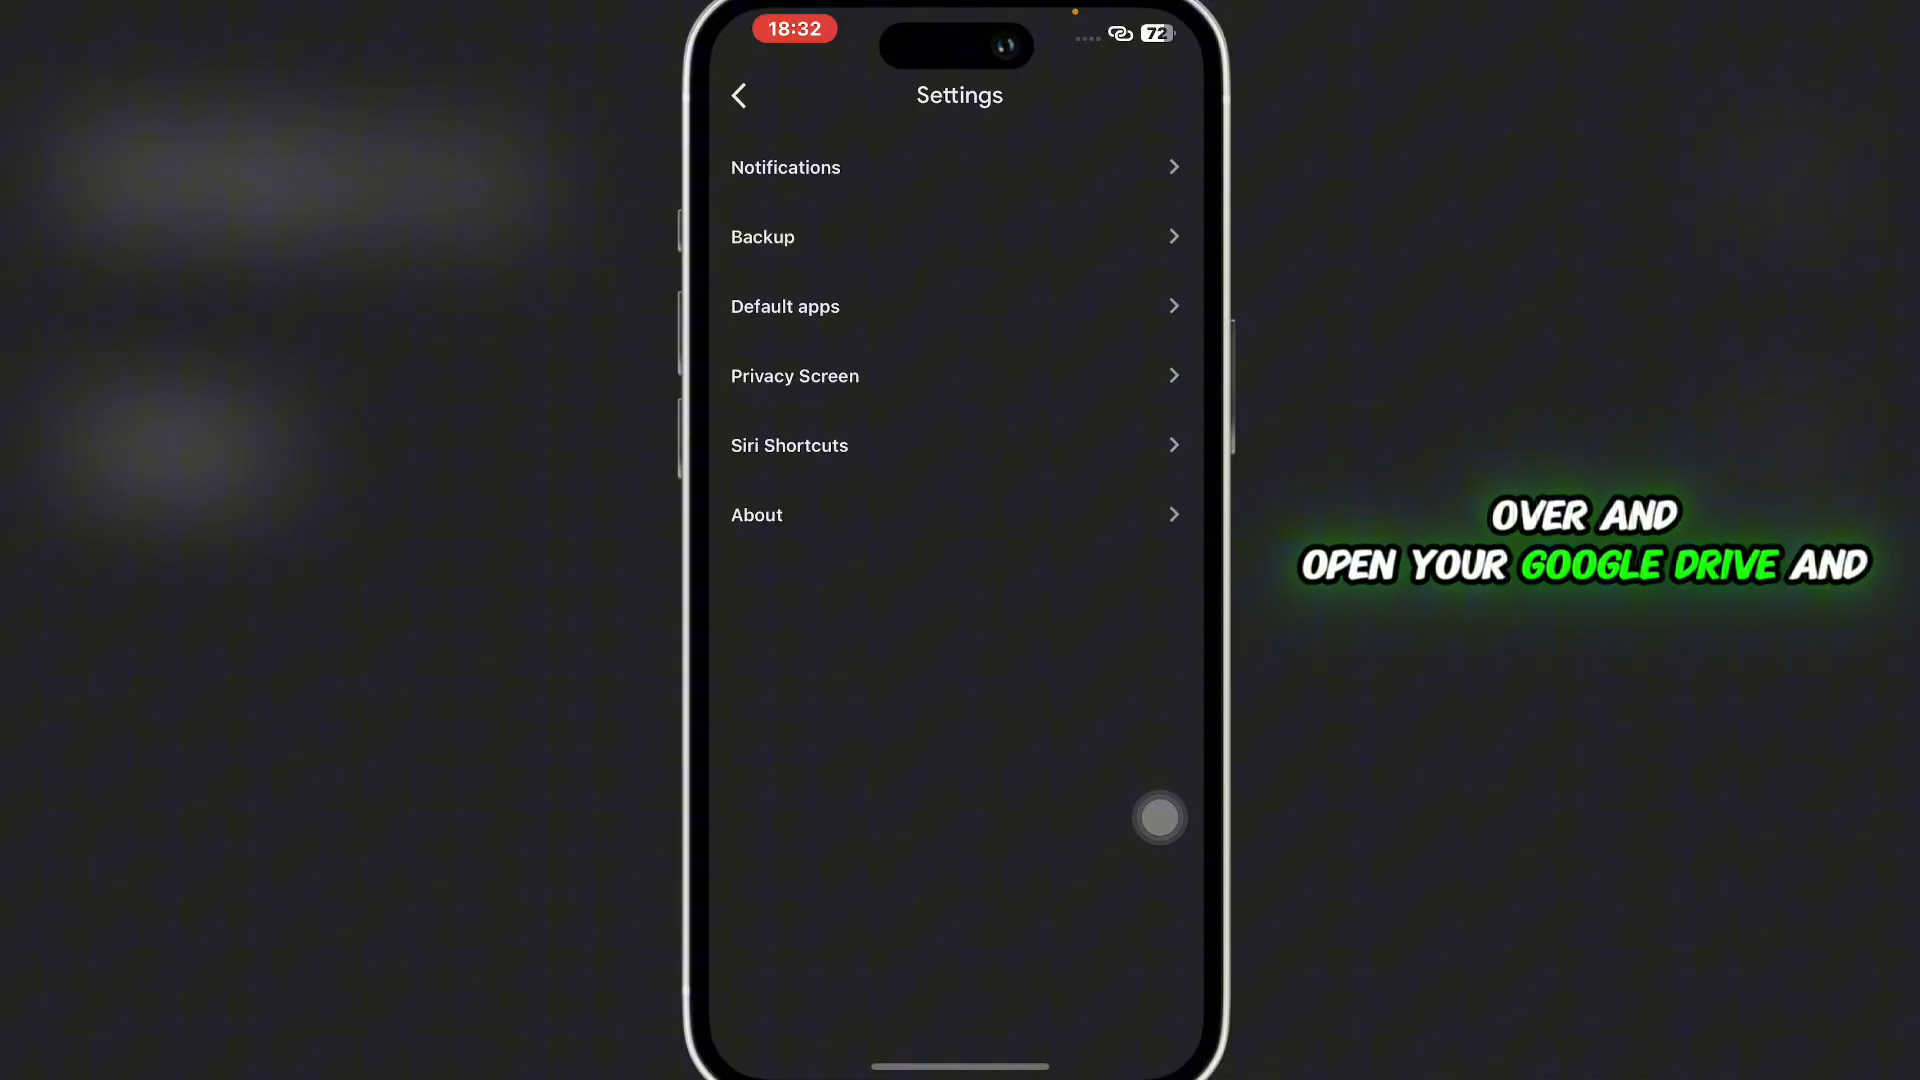 18:32
72
Settings
Notifications
Backup
Default apps
Privacy Screen
Siri Shortcuts
About
OVER AND
OPEN YOUR GOOGLE DRIVE AND